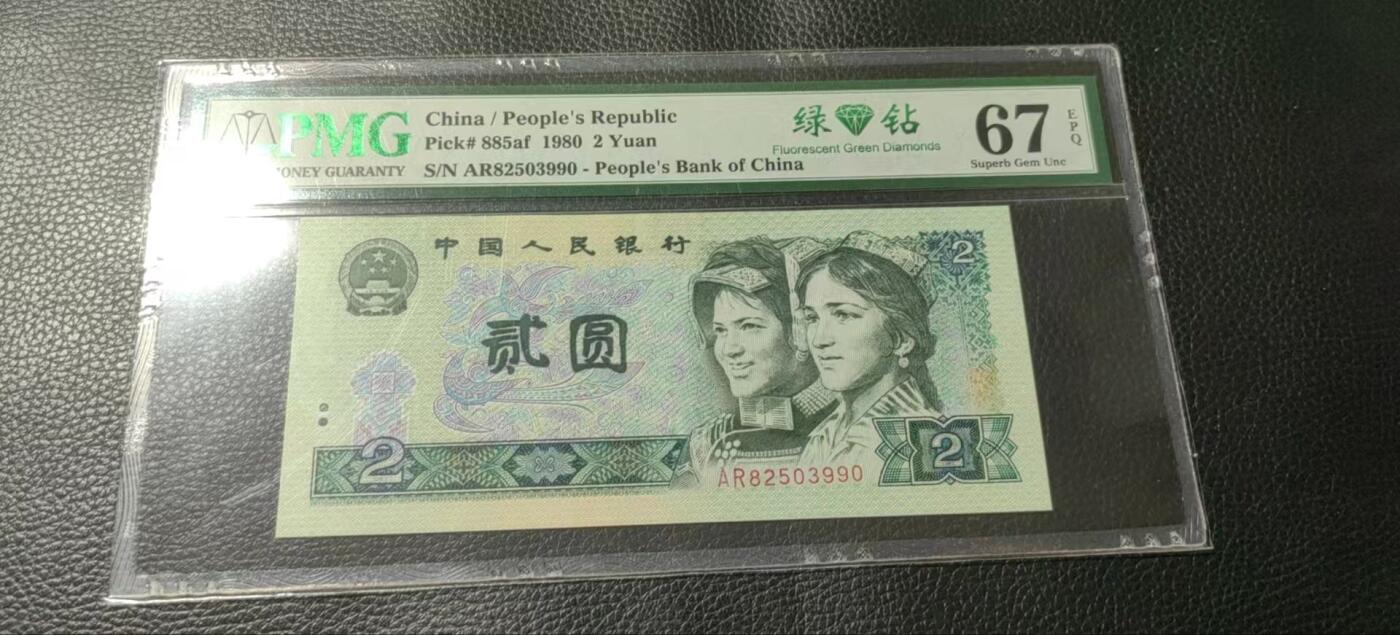 PMG
ONEY GUARANTY
China / People's Republic
Pick# 885af 1980 2 Yuan
S/N AR82503990 - People's Bank of China
绿 钻
Fluorescent Green Diamonds
67
EPQ
Superb Gem Unc
中国人民银行
2
贰圆
2
AR82503990
2